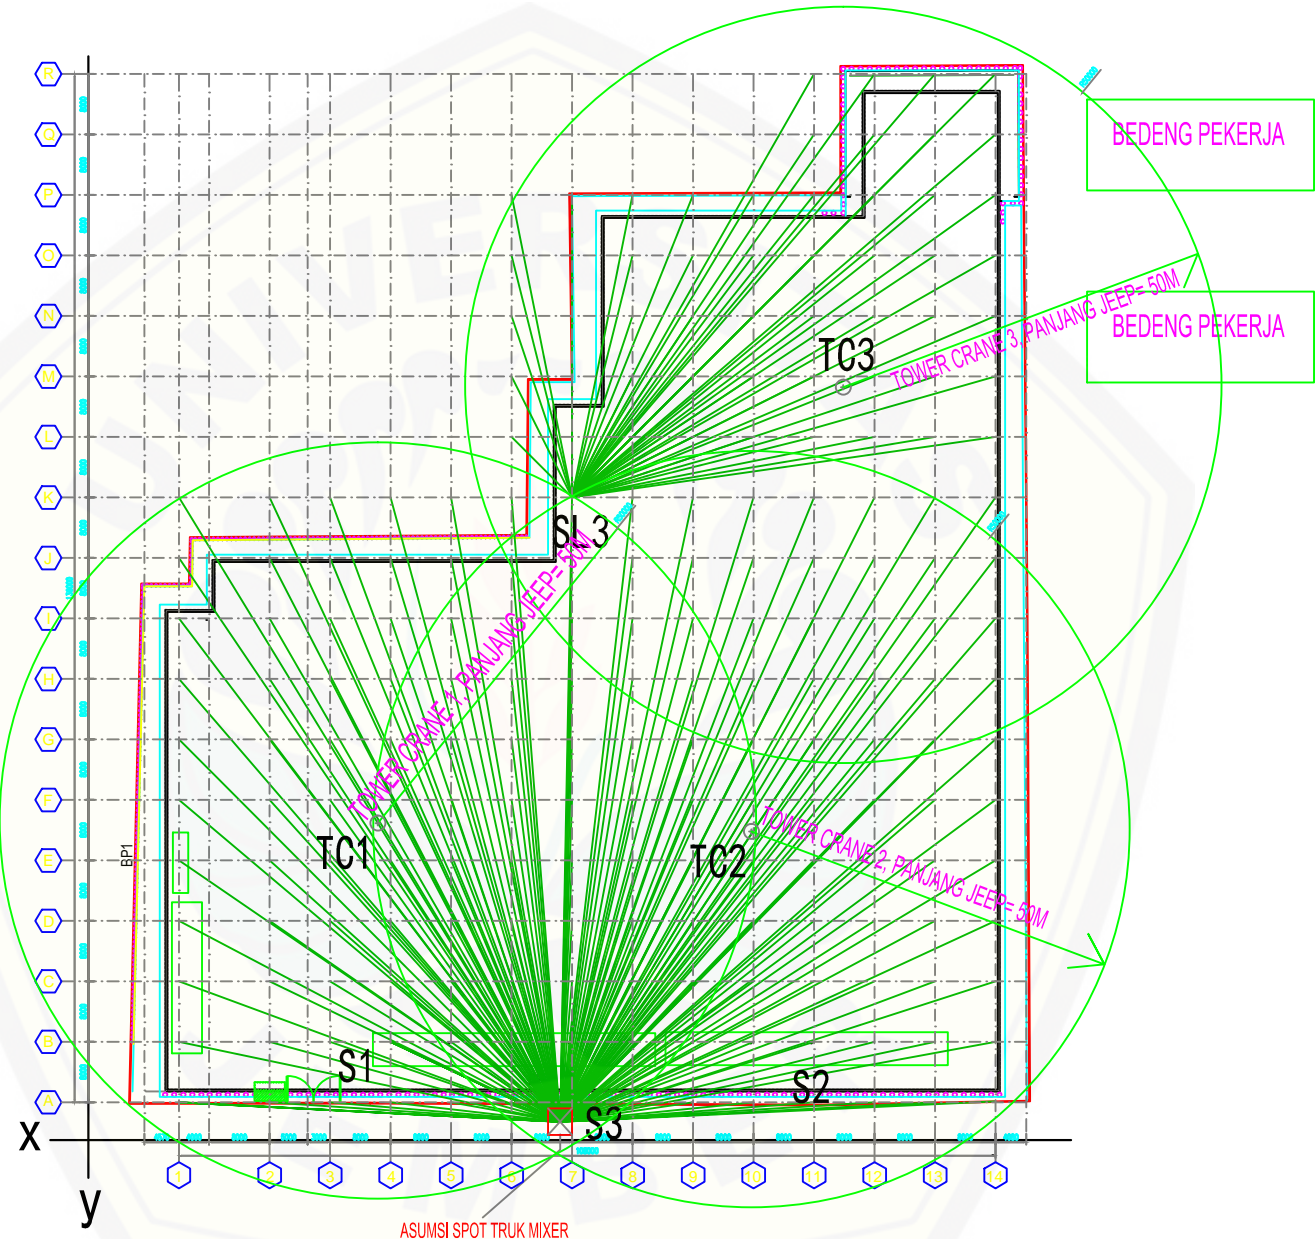 R
Q
P
O
N
M
L
K
J
I
H
G
F
E
D
C
B
A
BEDENG PEKERJA
BEDENG PEKERJA
TC3
TOWER CRANE 3, PANJANG JEEP= 50M
SL3
TOWER CRANE 1, PANJANG JEEP= 50M
TC1
TC2
TOWER CRANE 2, PANJANG JEEP= 50M
BP1
S1
S2
S3
x
y
1
2
3
4
5
6
7
8
9
10
11
12
13
14
ASUMSI SPOT TRUK MIXER